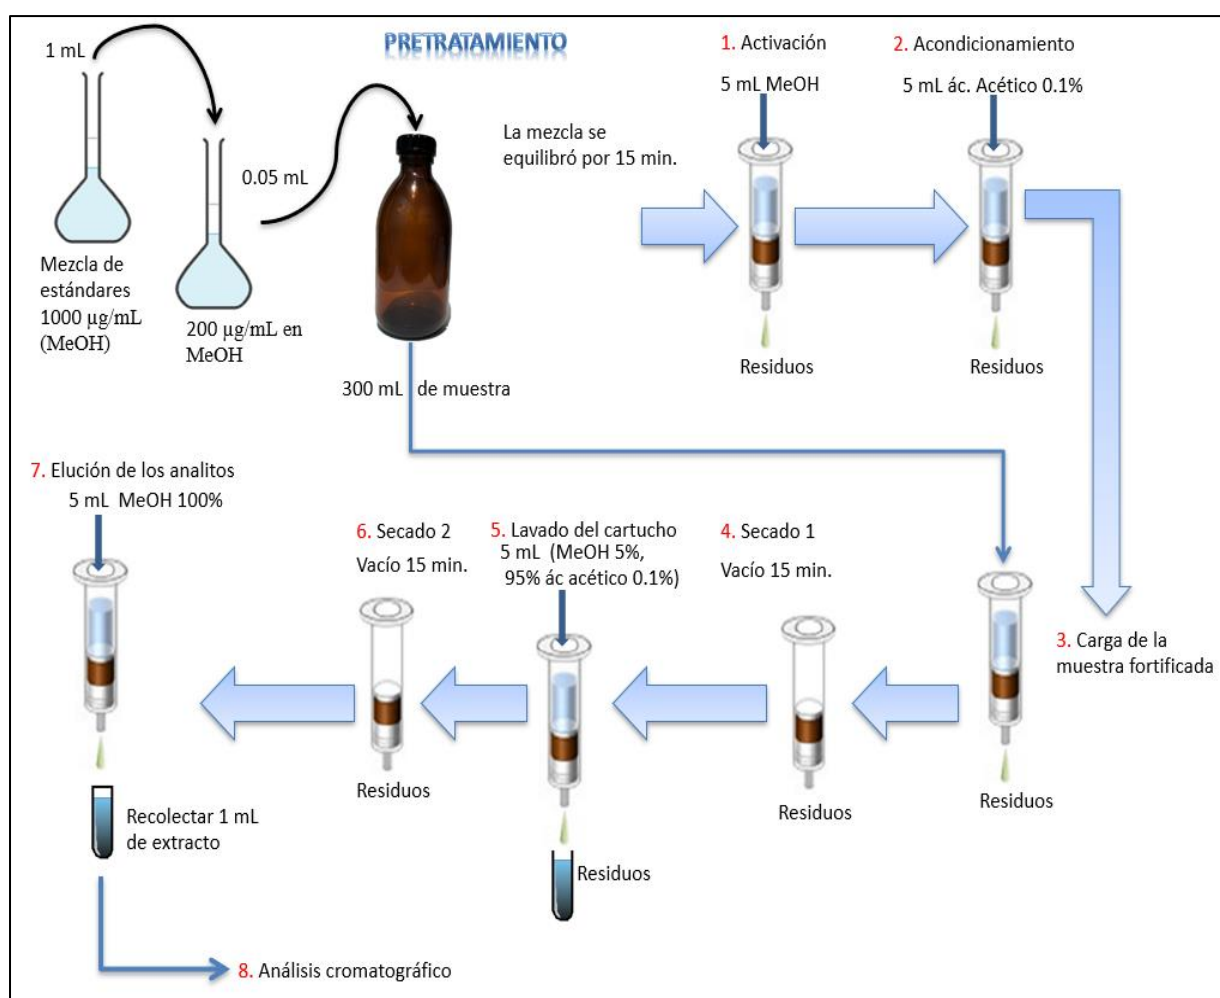 PRETRATAMIENTO
1 mL
Mezcla de
estándares
1000 µg/mL
(MeOH)
200 µg/mL en
MeOH
0.05 mL
300 mL de muestra
La mezcla se
equilibró por 15 min.
1. Activación
5 mL MeOH
Residuos
2. Acondicionamiento
5 mL ác. Acético 0.1%
Residuos
3. Carga de la
muestra fortificada
Residuos
4. Secado 1
Vacío 15 min.
Residuos
5. Lavado del cartucho
5 mL (MeOH 5%,
95% ác acético 0.1%)
Residuos
6. Secado 2
Vacío 15 min.
Residuos
7. Elución de los analitos
5 mL MeOH 100%
Recolectar 1 mL
de extracto
8. Análisis cromatográfico